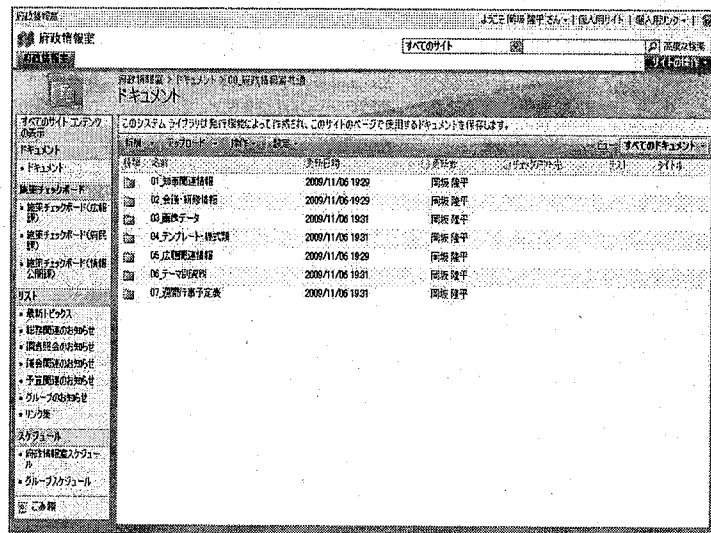 府政情報室
ようこそ 岡坂 隆平 さん | 個人用サイト | 個人用リンク |
府政情報室
すべてのサイト
高度な検索
府政情報室
サイトの操作
府政情報室 > ドキュメント > 00_府政情報室共通
ドキュメント
すべてのサイト コンテンツの表示
ドキュメント
ドキュメント
施策チェックボード
施策チェックボード(広報課)
施策チェックボード(府民課)
施策チェックボード(情報公開課)
リスト
最新トピックス
総務関連のお知らせ
調査照会のお知らせ
議会関連のお知らせ
予算関連のお知らせ
グループのお知らせ
リンク集
スケジュール
府政情報室スケジュール
グループスケジュール
ごみ箱
このシステム ライブラリは発行機能によって作成され、このサイトのページで使用するドキュメントを保存します。
新規 アップロード 操作 設定
ビュー: すべてのドキュメント
種類 名前 更新日時 更新者 チェックアウト先 タイトル
01_知事関連情報 2009/11/06 19:29 岡坂 隆平
02_会議・研修情報 2009/11/06 19:29 岡坂 隆平
03_画像データ 2009/11/06 19:31 岡坂 隆平
04_テンプレート・様式類 2009/11/06 19:31 岡坂 隆平
05_広聴関連情報 2009/11/06 19:29 岡坂 隆平
06_テーマ別資料 2009/11/06 19:31 岡坂 隆平
07_週間行事予定表 2009/11/06 19:31 岡坂 隆平